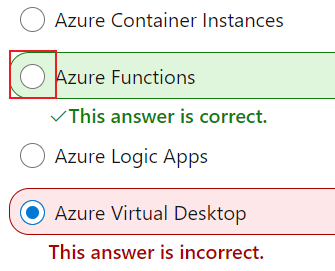 Azure Container Instances
Azure Functions
This answer is correct.
Azure Logic Apps
Azure Virtual Desktop
This answer is incorrect.